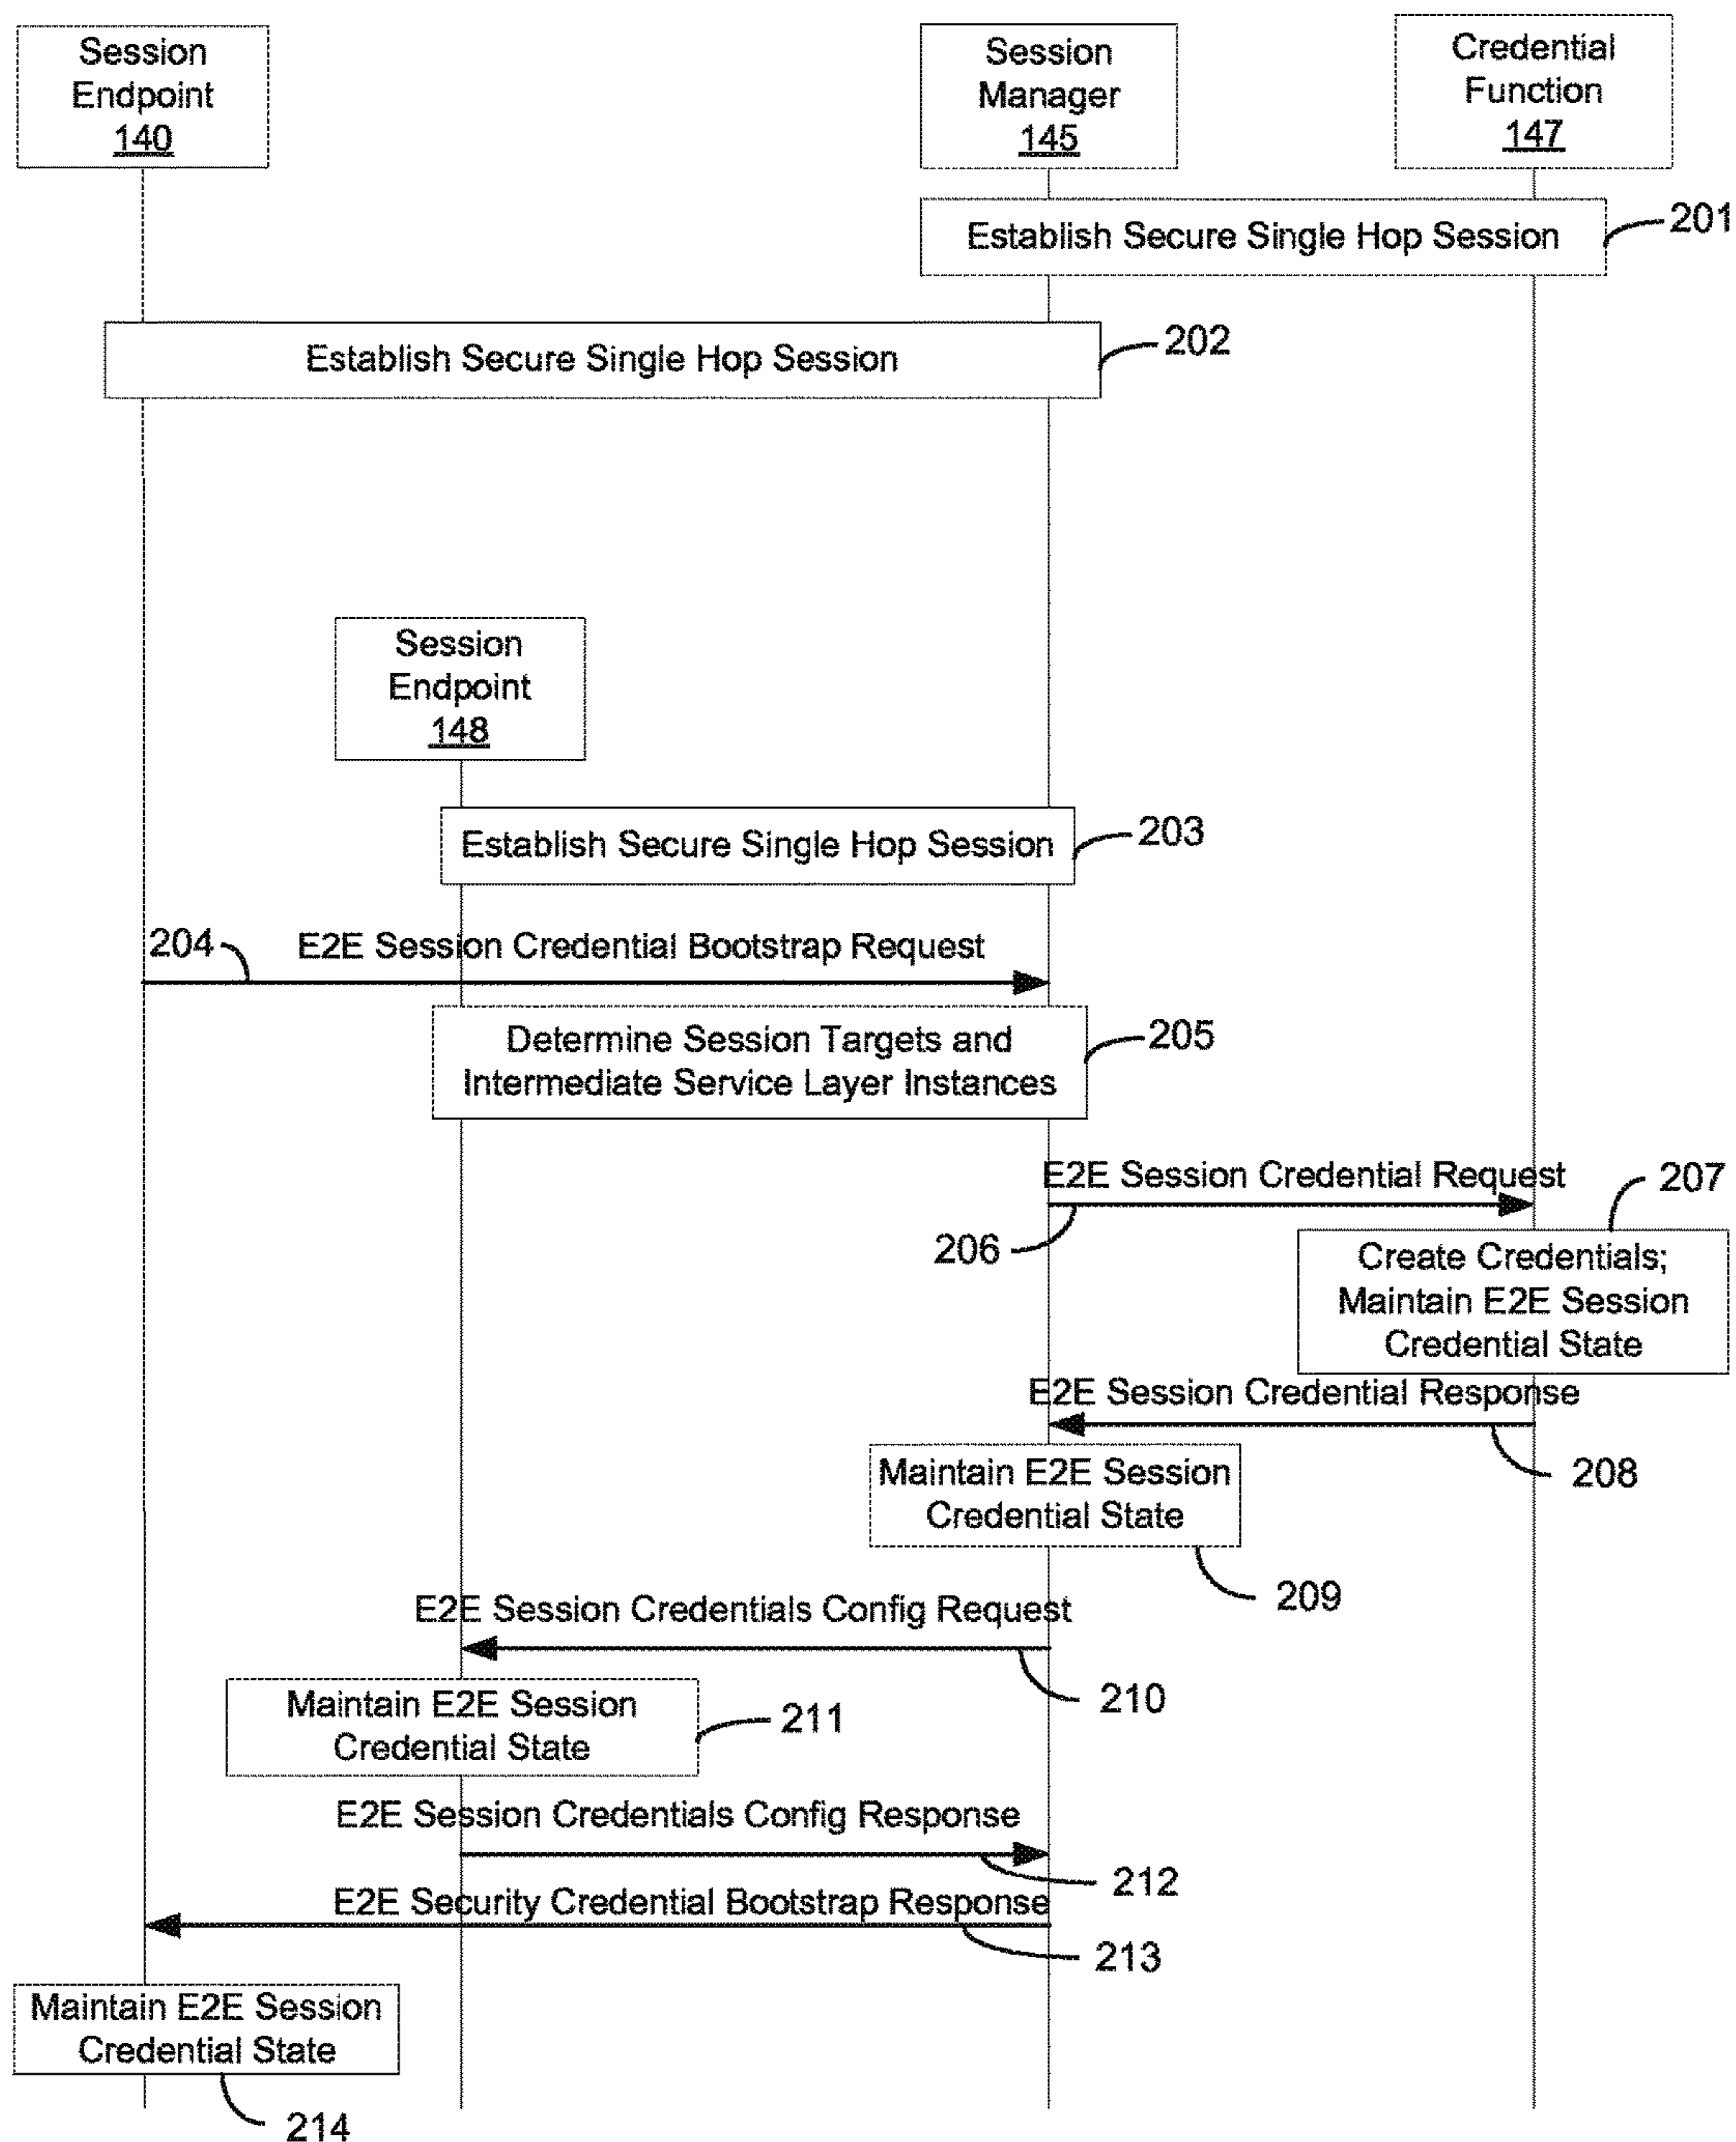 Session
Endpoint
140
Session
Manager
145
Credential
Function
147
Establish Secure Single Hop Session
201
Establish Secure Single Hop Session
202
Session
Endpoint
148
Establish Secure Single Hop Session
203
204
E2E Session Credential Bootstrap Request
Determine Session Targets and
Intermediate Service Layer Instances
205
E2E Session Credential Request
206
207
Create Credentials;
Maintain E2E Session
Credential State
E2E Session Credential Response
208
Maintain E2E Session
Credential State
209
E2E Session Credentials Config Request
210
Maintain E2E Session
Credential State
211
E2E Session Credentials Config Response
212
E2E Security Credential Bootstrap Response
213
Maintain E2E Session
Credential State
214